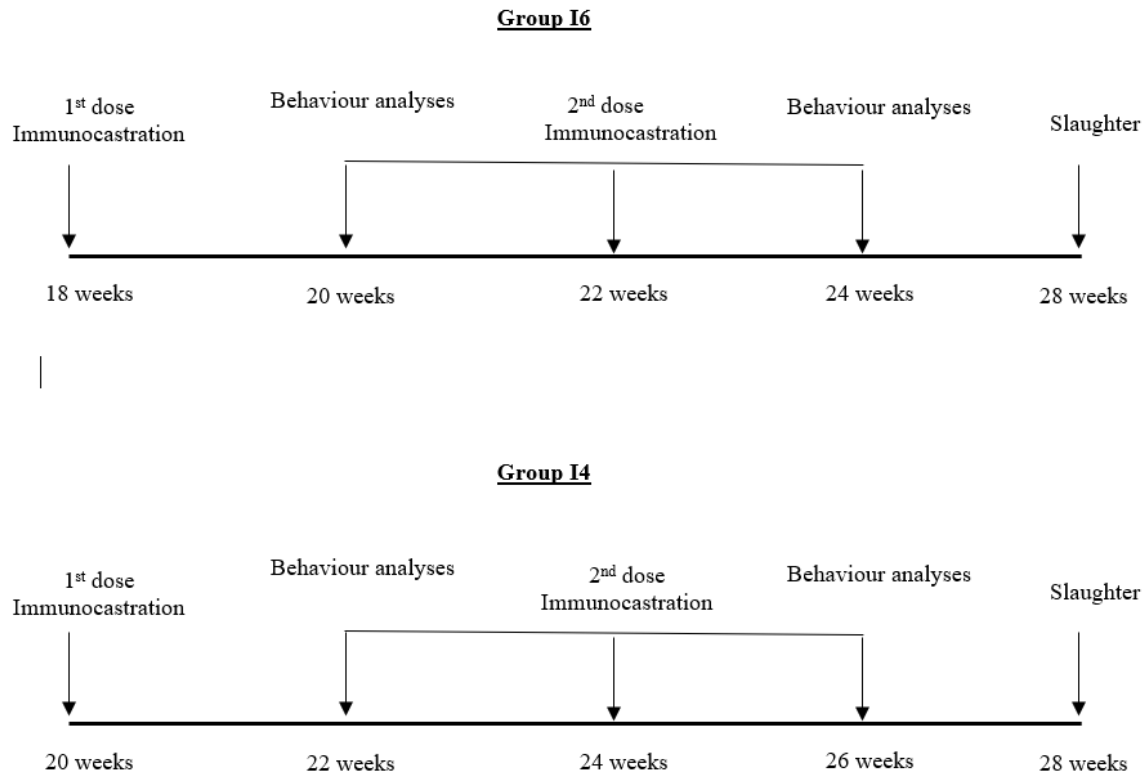 Group I6
1st dose
Immunocastration
Behaviour analyses
2nd dose
Immunocastration
Behaviour analyses
Slaughter
18 weeks
20 weeks
22 weeks
24 weeks
28 weeks
Group I4
1st dose
Immunocastration
Behaviour analyses
2nd dose
Immunocastration
Behaviour analyses
Slaughter
20 weeks
22 weeks
24 weeks
26 weeks
28 weeks